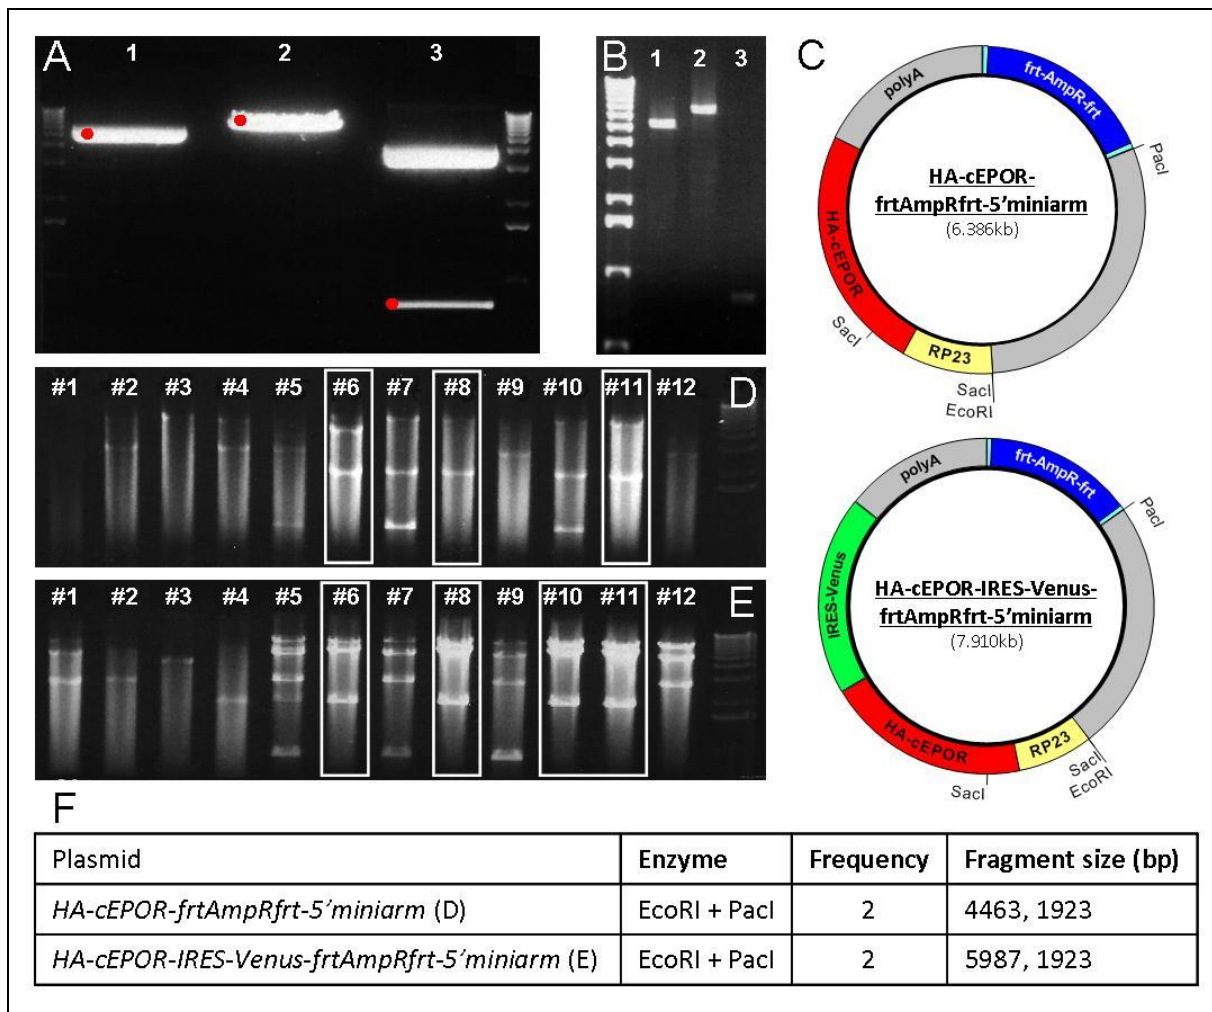 A
1 2 3
B
1 2 3
C
polyA
frt-AmpR-frt
PacI
HA-cEPOR-
frtAmpRfrt-5'miniarm
(6.386kb)
HA-cEPOR
SacI
RP23
SacI
EcoRI
D
#1 #2 #3 #4 #5 #6 #7 #8 #9 #10 #11 #12
polyA
frt-AmpR-frt
PacI
IRES-Venus
HA-cEPOR-IRES-Venus-
frtAmpRfrt-5'miniarm
(7.910kb)
HA-cEPOR
RP23
SacI
SacI
EcoRI
E
#1 #2 #3 #4 #5 #6 #7 #8 #9 #10 #11 #12
F
Plasmid Enzyme Frequency Fragment size (bp)
HA-cEPOR-frtAmpRfrt-5'miniarm (D) EcoRI + PacI 2 4463, 1923
HA-cEPOR-IRES-Venus-frtAmpRfrt-5'miniarm (E) EcoRI + PacI 2 5987, 1923